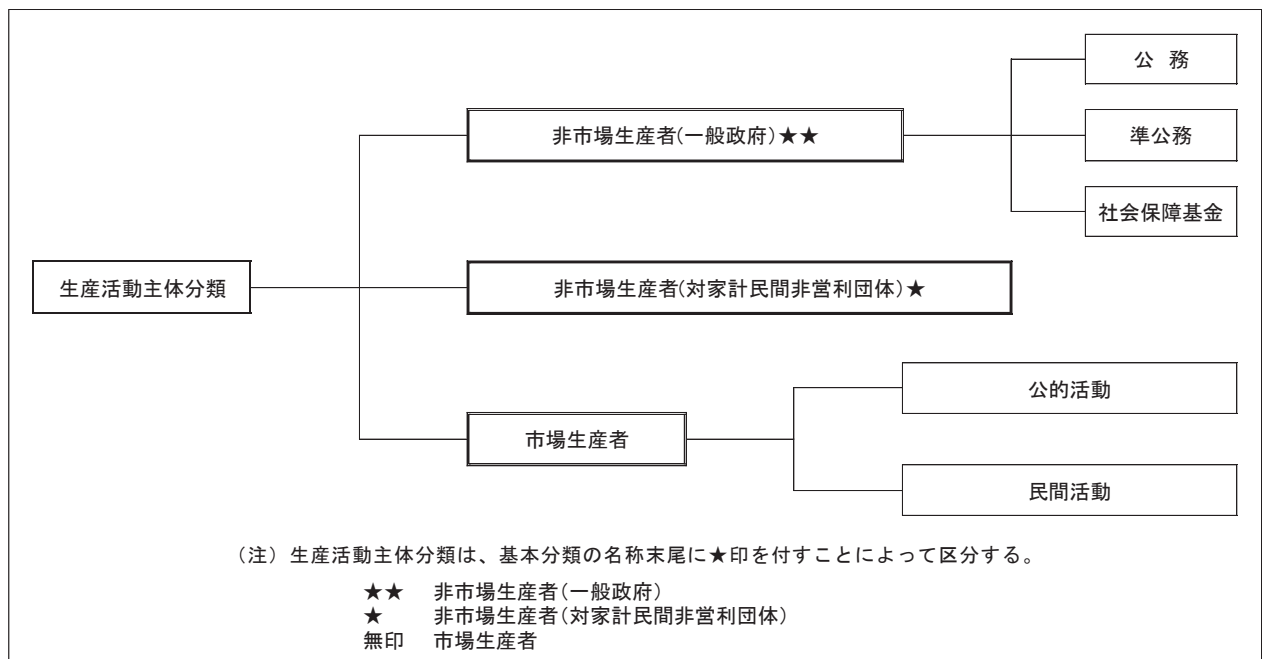 公 務
非市場生産者(一般政府)★★
準公務
社会保障基金
生産活動主体分類
非市場生産者(対家計民間非営利団体)★
公的活動
市場生産者
民間活動
(注) 生産活動主体分類は、基本分類の名称末尾に★印を付すことによって区分する。
★★ 非市場生産者(一般政府)
★ 非市場生産者(対家計民間非営利団体)
無印 市場生産者